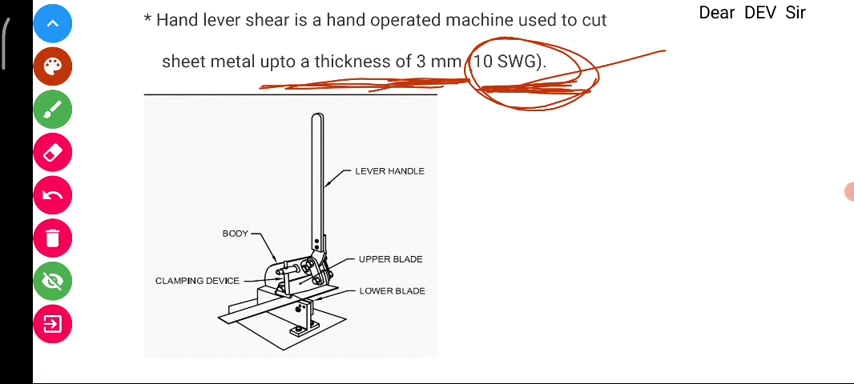 Dear DEV Sir
* Hand lever shear is a hand operated machine used to cut
sheet metal upto a thickness of 3 mm (10 SWG).
LEVER HANDLE
BODY
UPPER BLADE
CLAMPING DEVICE
LOWER BLADE